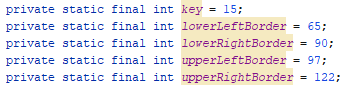 private static final int key = 15;
private static final int lowerLeftBorder = 65;
private static final int loverRightBorder = 90;
private static final int upperLeftBorder = 97;
private static final int upperRightBorder = 122;